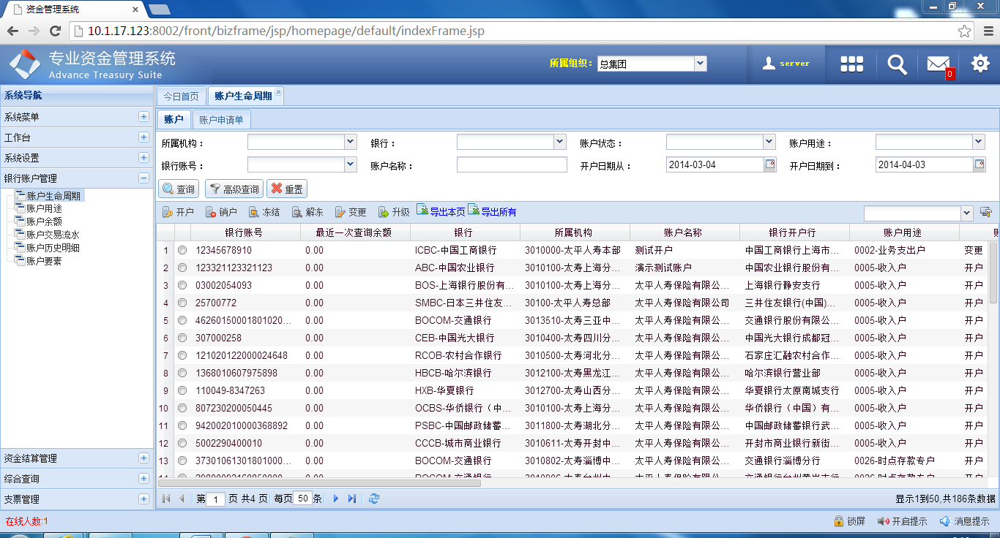 资金管理系统
10.1.17.123:8002/front/bizframe/jsp/homepage/default/indexFrame.jsp
专业资金管理系统
Advance Treasury Suite
所属组织： 总集团
server
0
系统导航
系统菜单
工作台
系统设置
银行账户管理
账户生命周期
账户用途
账户余额
账户交易流水
账户历史明细
账户要素
资金结算管理
综合查询
支票管理
今日首页 账户生命周期
账户 账户申请单
所属机构： 银行： 账户状态： 账户用途：
银行账号： 账户名称： 开户日期从： 2014-03-04 开户日期到： 2014-04-03
查询 高级查询 重置
开户 销户 冻结 解冻 变更 升级 导出本页 导出所有
银行账号 最近一次查询余额 银行 所属机构 账户名称 银行开户行 账户用途
1 12345678910 0.00 ICBC-中国工商银行 3010000-太平人寿本部 测试开户 中国工商银行上海市... 0002-业务支出户 变更
2 123321123321123 0.00 ABC-中国农业银行 3010100-太寿上海分... 演示测试账户 中国农业银行股份有... 0005-收入户 开户
3 03002054093 0.00 BOS-上海银行股份有... 3010100-太寿上海分... 太平人寿保险有限公... 上海银行静安支行 0005-收入户 开户
4 25700772 0.00 SMBC-日本三井住友... 30100-太平人寿总部 太平人寿保险有限公司 三井住友银行(中国)... 0005-收入户 开户
5 46260150001801020... 0.00 BOCOM-交通银行 3013510-太寿三亚中... 太平人寿保险有限公... 交通银行股份有限公... 0005-收入户 开户
6 307000258 0.00 CEB-中国光大银行 3010400-太寿四川分... 太平人寿保险有限公... 中国光大银行成都冠... 0005-收入户 开户
7 121020122000024648 0.00 RCOB-农村合作银行 3010500-太寿河北分... 太平人寿保险有限公... 石家庄汇融农村合作... 0005-收入户 开户
8 1368010607975898 0.00 HBCB-哈尔滨银行 3012100-太寿黑龙江... 太平人寿保险有限公... 哈尔滨银行营业部 0005-收入户 开户
9 110049-8347263 0.00 HXB-华夏银行 3012700-太寿山西分... 太平人寿保险有限公... 华夏银行太原南城支行 0005-收入户 开户
10 807230200050445 0.00 OCBS-华侨银行（中... 3010100-太寿上海分... 太平人寿保险有限公... 华侨银行（中国）有... 0005-收入户 开户
11 942002010000368892 0.00 PSBC-中国邮政储蓄... 3011800-太寿湖北分... 太平人寿保险有限公... 中国邮政储蓄银行武... 0005-收入户 开户
12 5002290400010 0.00 CCCB-城市商业银行 3010611-太寿开封中... 太平人寿保险有限公... 开封市商业银行新街... 0005-收入户 开户
13 37301061301801000... 0.00 BOCOM-交通银行 3010802-太寿淄博中... 太平人寿保险有限公... 交通银行淄博分行 0026-时点存款专户 开户
第 1 页 共4 页 每页 50 条
显示1到50,共186条数据
在线人数:1
锁屏 开启提示 消息提示